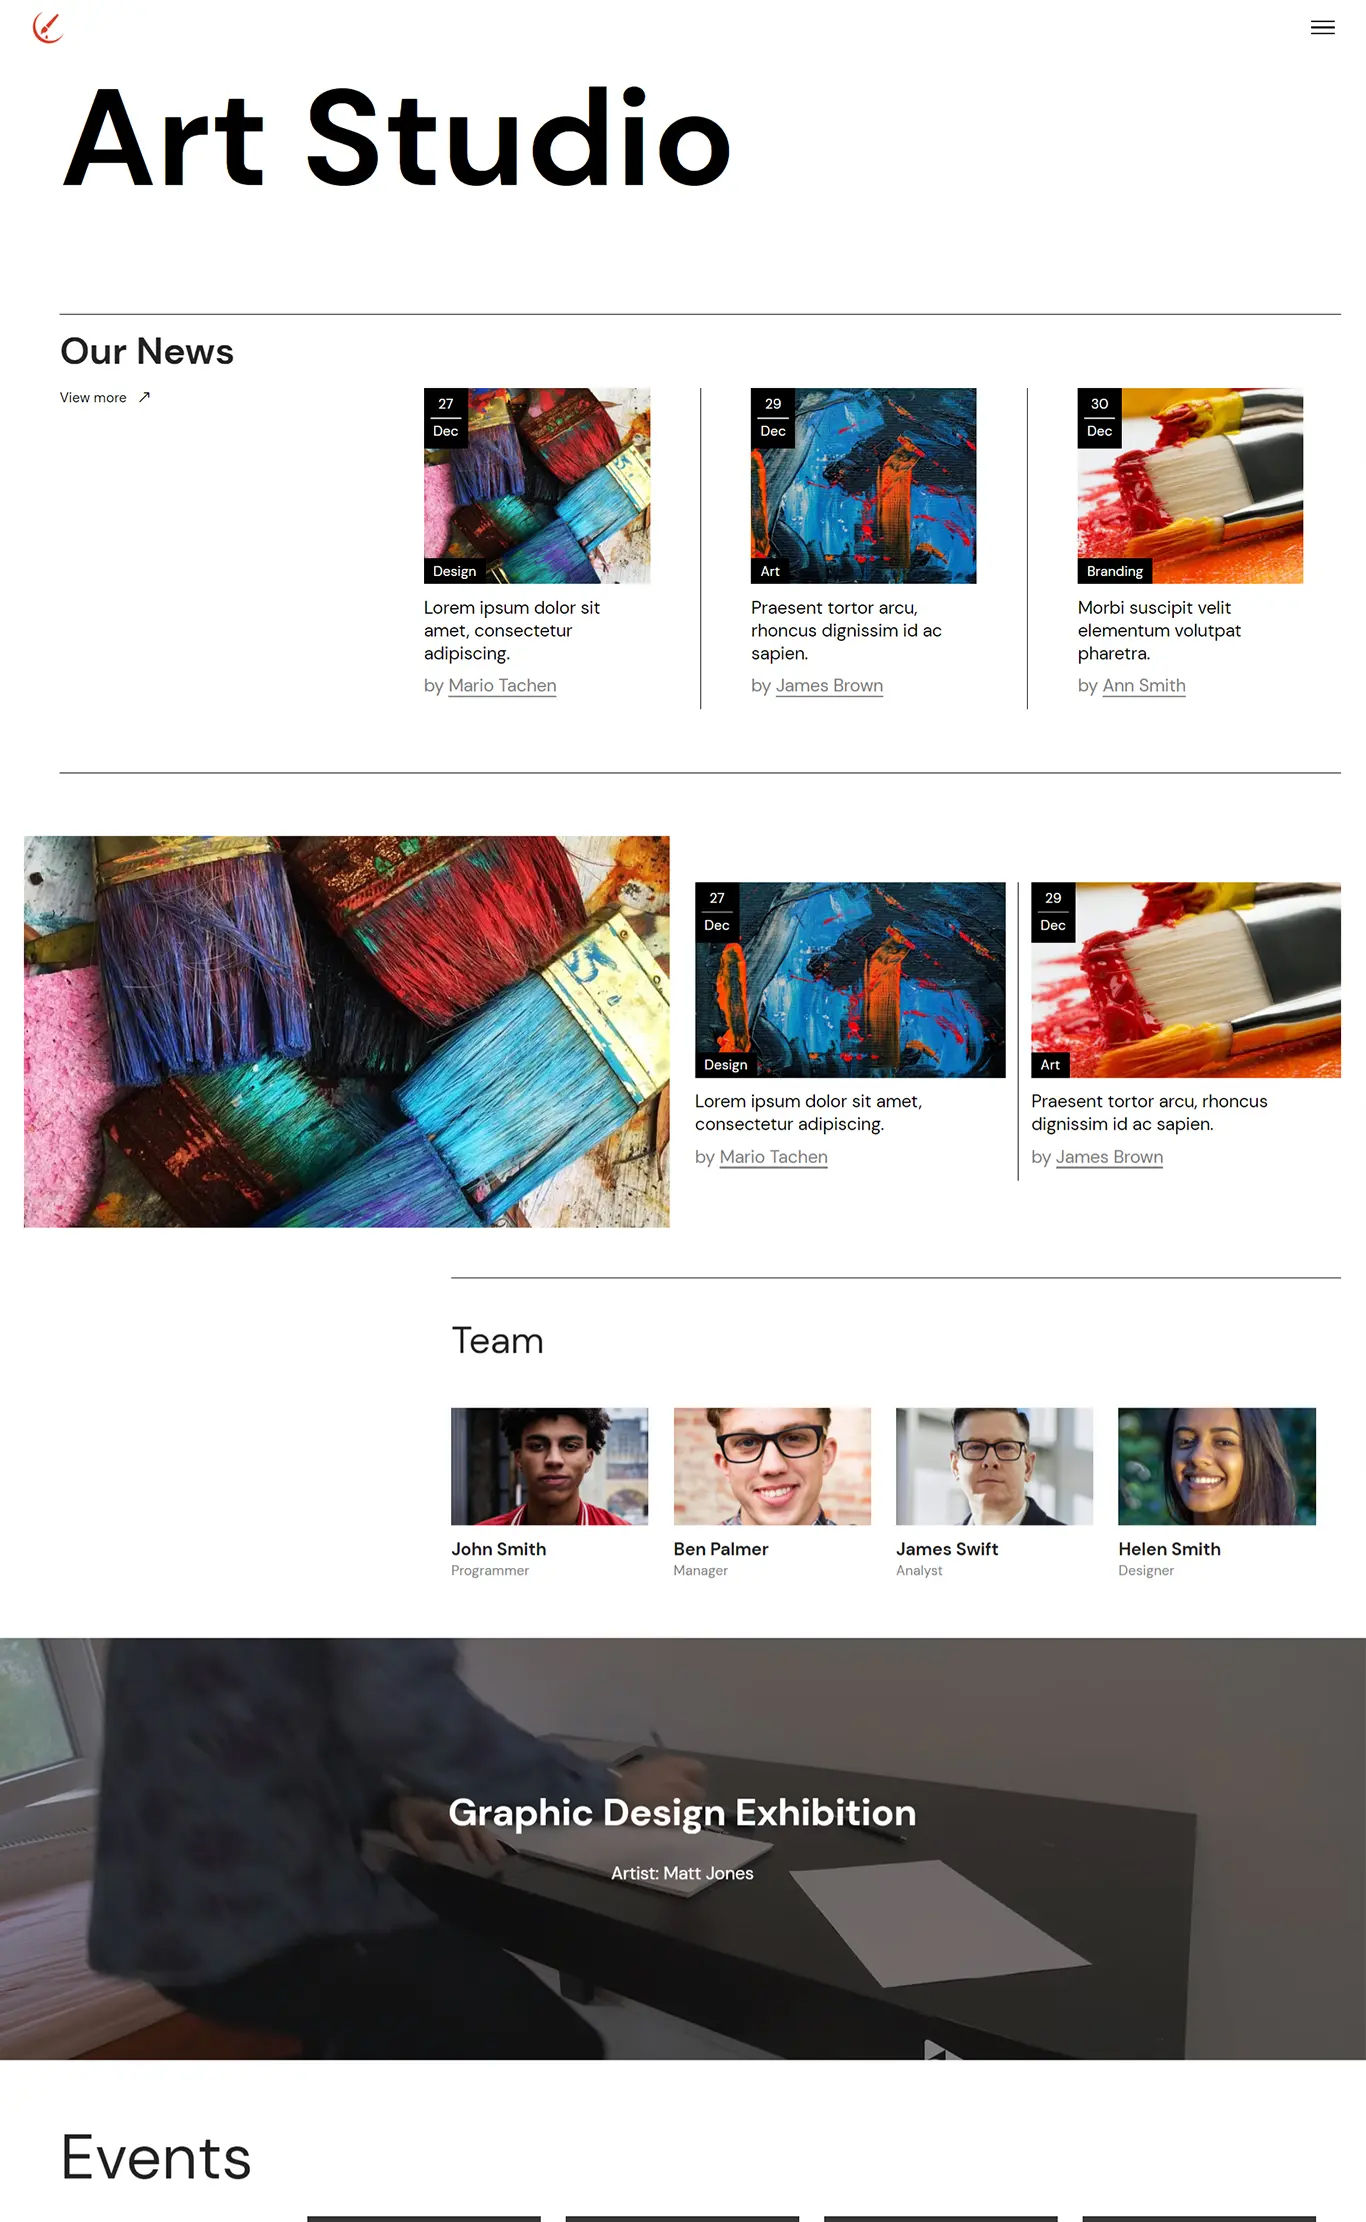 Art Studio
Our News
View more
27
Dec
Design
Lorem ipsum dolor sit
amet, consectetur
adipiscing.
by Mario Tachen
29
Dec
Art
Praesent tortor arcu,
rhoncus dignissim id ac
sapien.
by James Brown
30
Dec
Branding
Morbi suscipit velit
elementum volutpat
pharetra.
by Ann Smith
27
Dec
Design
Lorem ipsum dolor sit amet,
consectetur adipiscing.
by Mario Tachen
29
Dec
Art
Praesent tortor arcu, rhoncus
dignissim id ac sapien.
by James Brown
Team
John Smith
Programmer
Ben Palmer
Manager
James Swift
Analyst
Helen Smith
Designer
Graphic Design Exhibition
Artist: Matt Jones
Events